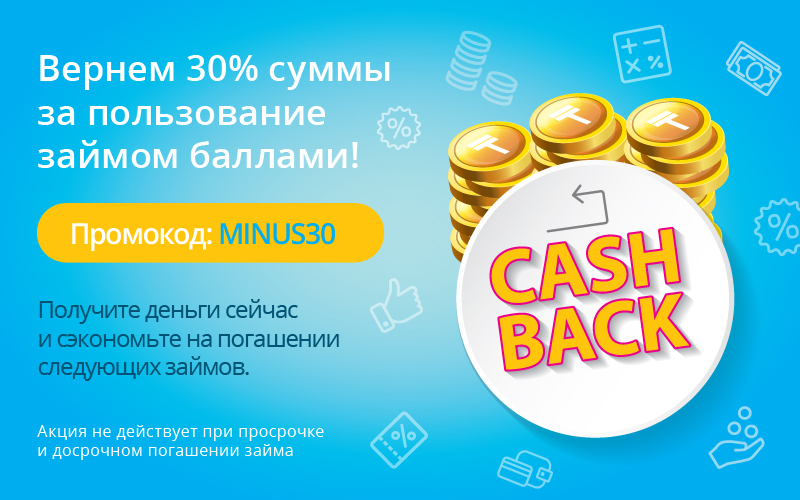 Вернем 30% суммы
за пользование
займом баллами!
Промокод: MINUS30
Получите деньги сейчас
и сэкономьте на погашении
следующих займов.
Акция не действует при просрочке
и досрочном погашении займа
CASH
BACK